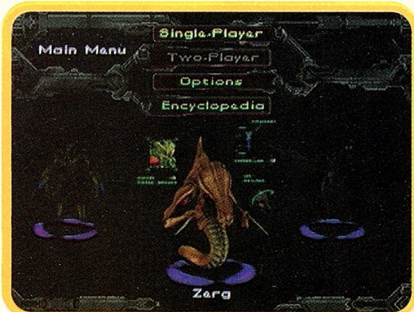 Single-Player
Main Menu
Two-Player
Options
Encyclopedia
Zerg